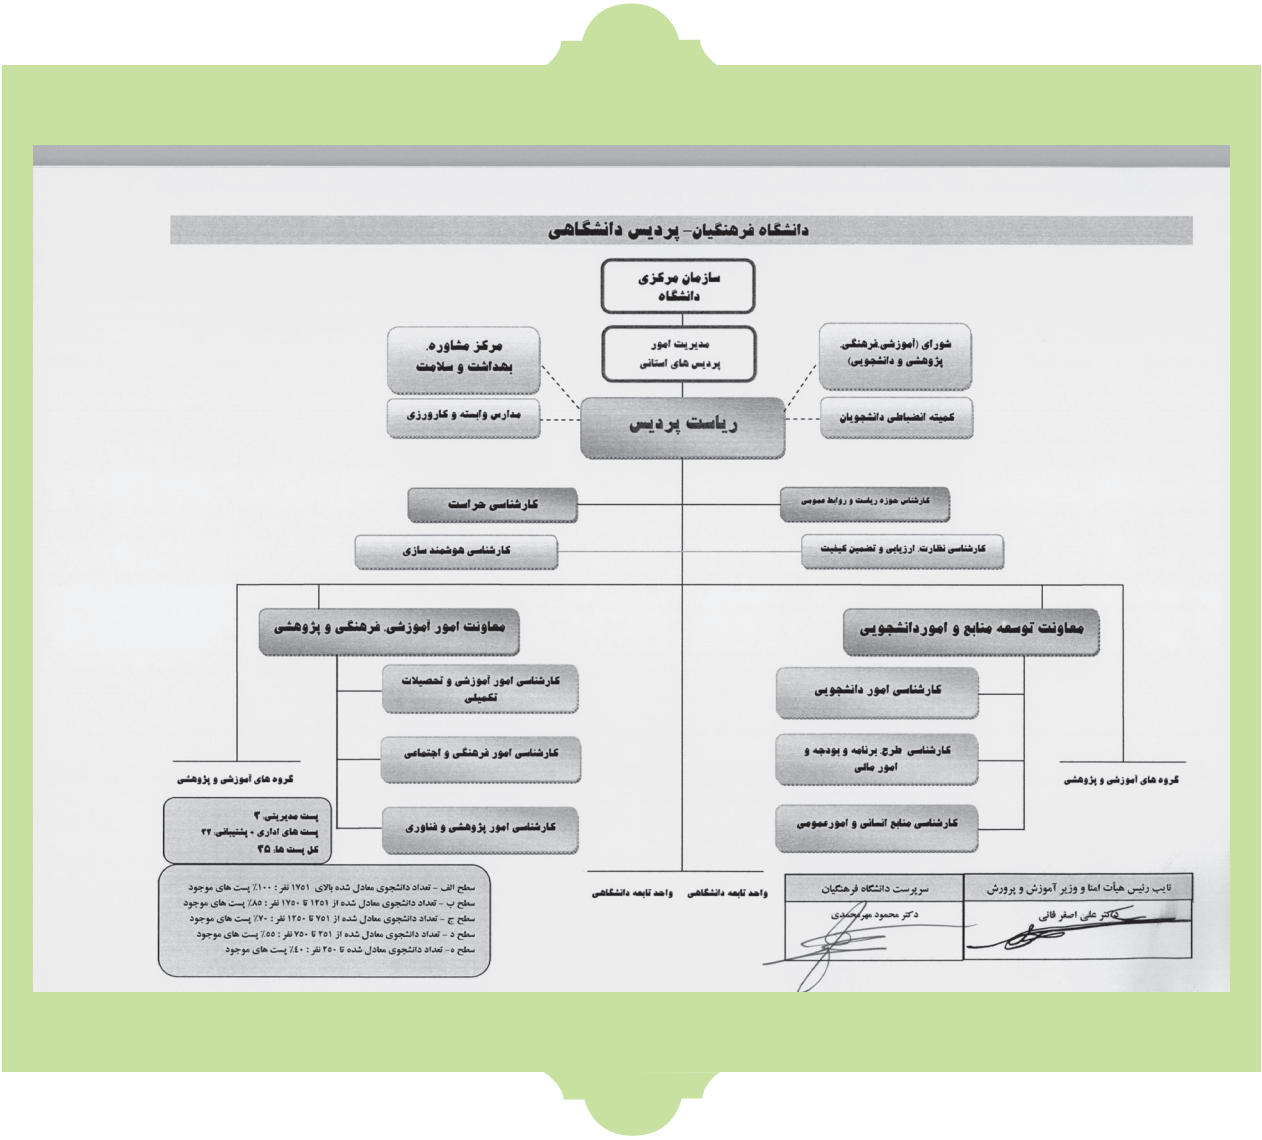 دانشگاه فرهنگیان- پردیس دانشگاهی
سازمان مرکزی
دانشگاه
مدیریت امور
پردیس های استانی
شورای (آموزشی،فرهنگی،
پژوهشی و دانشجویی)
مرکز مشاوره،
بهداشت و سلامت
کمیته انضباطی دانشجویان
مدارس وابسته و کارورزی
ریاست پردیس
کارشناس حوزه ریاست و روابط عمومی
کارشناسی حراست
کارشناسی نظارت، ارزیابی و تضمین کیفیت
کارشناسی هوشمند سازی
معاونت توسعه منابع و اموردانشجویی
کارشناسی امور دانشجویی
کارشناسی طرح، برنامه و بودجه و
امور مالی
کارشناسی منابع انسانی و امورعمومی
گروه های آموزشی و پژوهشی
معاونت امور آموزشی، فرهنگی و پژوهشی
کارشناسی امور آموزشی و تحصیلات
تکمیلی
کارشناسی امور فرهنگی و اجتماعی
کارشناسی امور پژوهشی و فناوری
گروه های آموزشی و پژوهشی
واحد تابعه دانشگاهی
واحد تابعه دانشگاهی
پست مدیریتی: ۳
پست های اداری + پشتیبانی: ۲۲
کل پست ها: ۲۵
سطح الف - تعداد دانشجوی معادل شده بالای ۱۷۵۱ نفر : ۱۰۰٪ پست های موجود
سطح ب - تعداد دانشجوی معادل شده از ۱۲۵۱ تا ۱۷۵۰ نفر : ۸۵٪ پست های موجود
سطح ج - تعداد دانشجوی معادل شده از ۷۵۱ تا ۱۲۵۰ نفر : ۷۰٪ پست های موجود
سطح د - تعداد دانشجوی معادل شده از ۲۵۱ تا ۷۵۰ نفر : ۵۵٪ پست های موجود
سطح ه - تعداد دانشجوی معادل شده تا ۲۵۰ نفر : ۴۰٪ پست های موجود
نایب رئیس هیأت امنا و وزیر آموزش و پرورش
دکتر علی اصغر فانی
سرپرست دانشگاه فرهنگیان
دکتر محمود مهرمحمدی